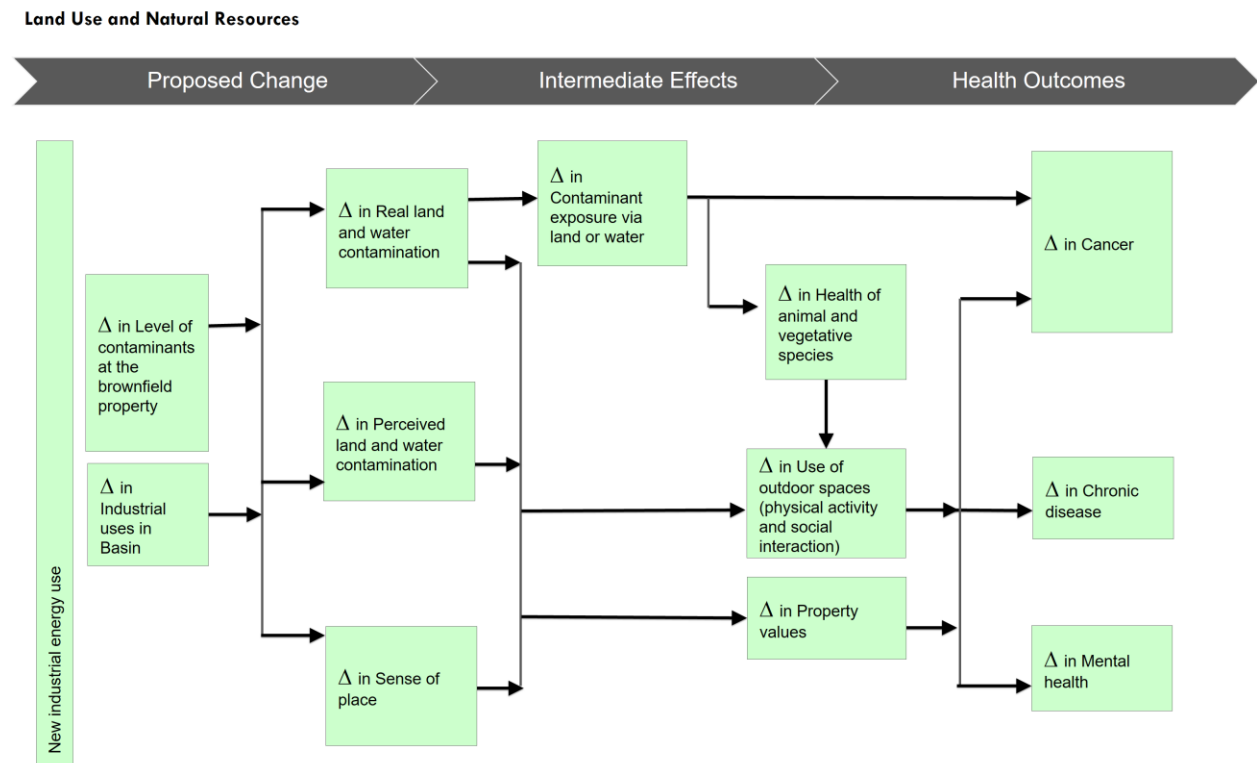 Land Use and Natural Resources
Proposed Change
Intermediate Effects
Health Outcomes
New industrial energy use
Δ in Level of
contaminants
at the
brownfield
property
Δ in
Industrial
uses in
Basin
Δ in Real land
and water
contamination
Δ in Perceived
land and water
contamination
Δ in Sense of
place
Δ in
Contaminant
exposure via
land or water
Δ in Health of
animal and
vegetative
species
Δ in Use of
outdoor spaces
(physical activity
and social
interaction)
Δ in Property
values
Δ in Cancer
Δ in Chronic
disease
Δ in Mental
health